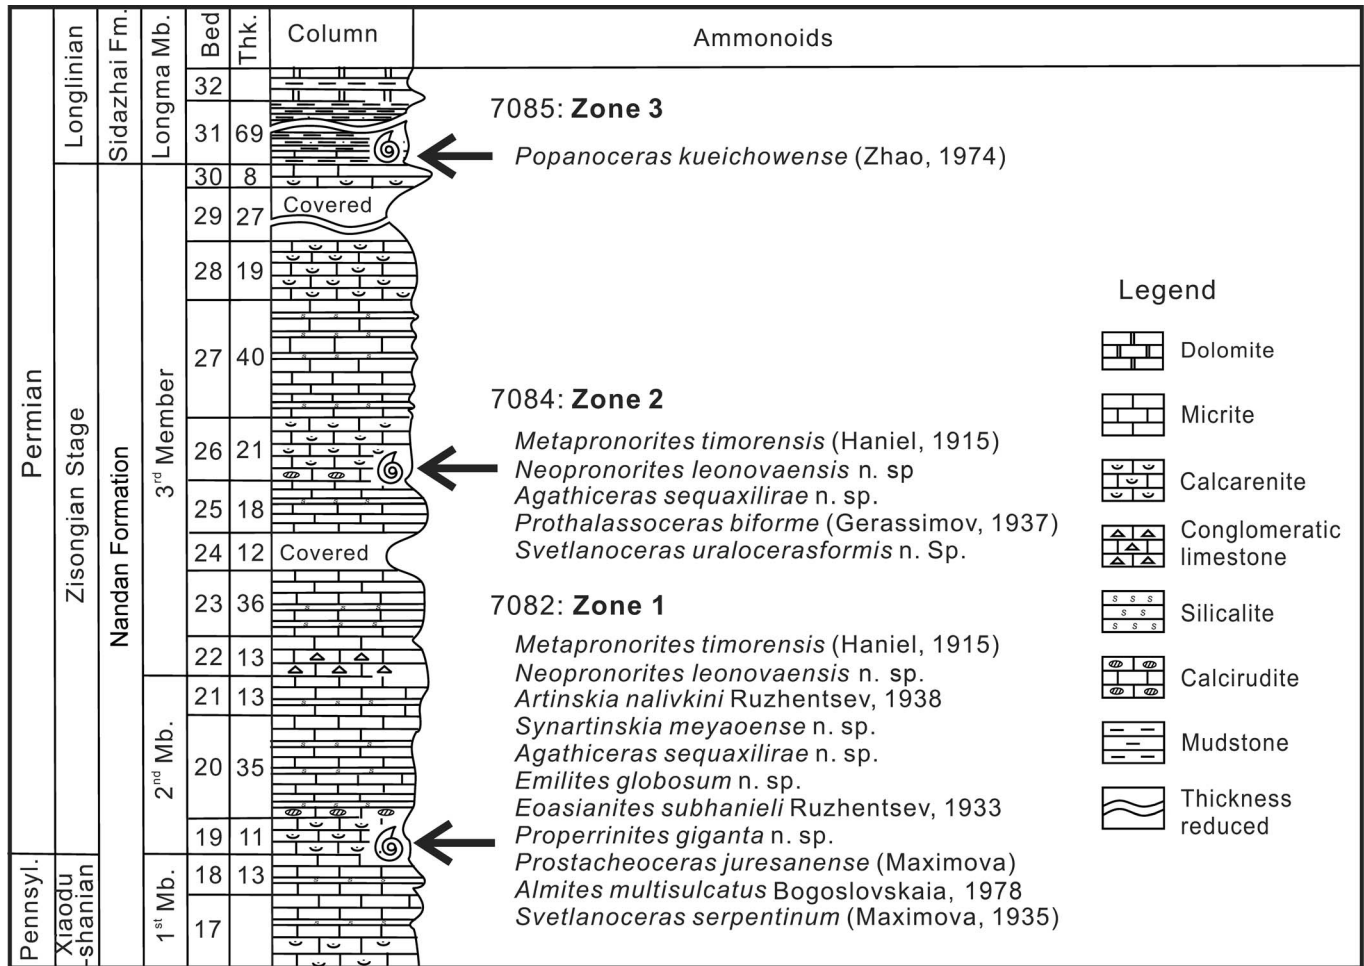 Longlinian
Sidazhai Fm.
Longma Mb.
Bed
Thk.
Column
Ammonoids
32
31 69
30 8
29 27
Covered
28 19
27 40
26 21
25 18
24 12
Covered
23 36
22 13
21 13
20 35
19 11
18 13
17
Permian
Zisongian Stage
Nandan Formation
3rd Member
2nd Mb.
1st Mb.
Pennsyl.
Xiaodu
-shanian
7085: Zone 3
Popanoceras kueichowense (Zhao, 1974)
7084: Zone 2
Metapronorites timorensis (Haniel, 1915)
Neopronorites leonovaensis n. sp
Agathiceras sequaxilirae n. sp.
Prothalassoceras biforme (Gerassimov, 1937)
Svetlanoceras uralocerasformis n. Sp.
7082: Zone 1
Metapronorites timorensis (Haniel, 1915)
Neopronorites leonovaensis n. sp.
Artinskia nalivkini Ruzhentsev, 1938
Synartinskia meyaoense n. sp.
Agathiceras sequaxilirae n. sp.
Emilites globosum n. sp.
Eoasianites subhanieli Ruzhentsev, 1933
Properrinites giganta n. sp.
Prostacheoceras juresanense (Maximova)
Almites multisulcatus Bogoslovskaia, 1978
Svetlanoceras serpentinum (Maximova, 1935)
Legend
Dolomite
Micrite
Calcarenite
Conglomeratic
limestone
Silicalite
Calcirudite
Mudstone
Thickness
reduced